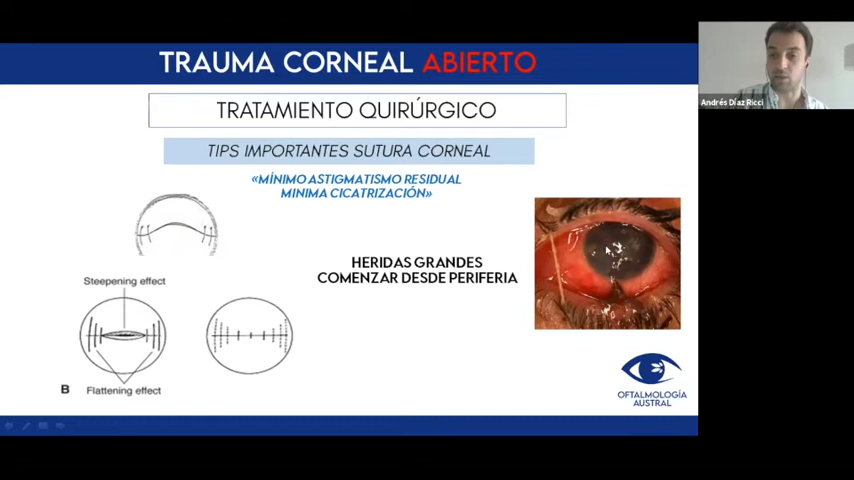 TRAUMA CORNEAL ABIERTO
Andrés Díaz Ricci
TRATAMIENTO QUIRÚRGICO
TIPS IMPORTANTES SUTURA CORNEAL
«MÍNIMO ASTIGMATISMO RESIDUAL
MINIMA CICATRIZACIÓN»
HERIDAS GRANDES
COMENZAR DESDE PERIFERIA
Steepening effect
B
Flattening effect
OFTALMOLOGÍA
AUSTRAL